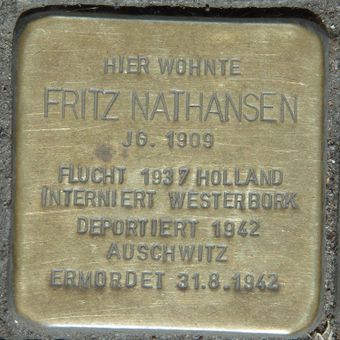 HIER WOHNTE
FRITZ NATHANSEN
JG. 1909
FLUCHT 1937 HOLLAND
INTERNIERT WESTERBORK
DEPORTIERT 1942
AUSCHWITZ
ERMORDET 31.8.1942